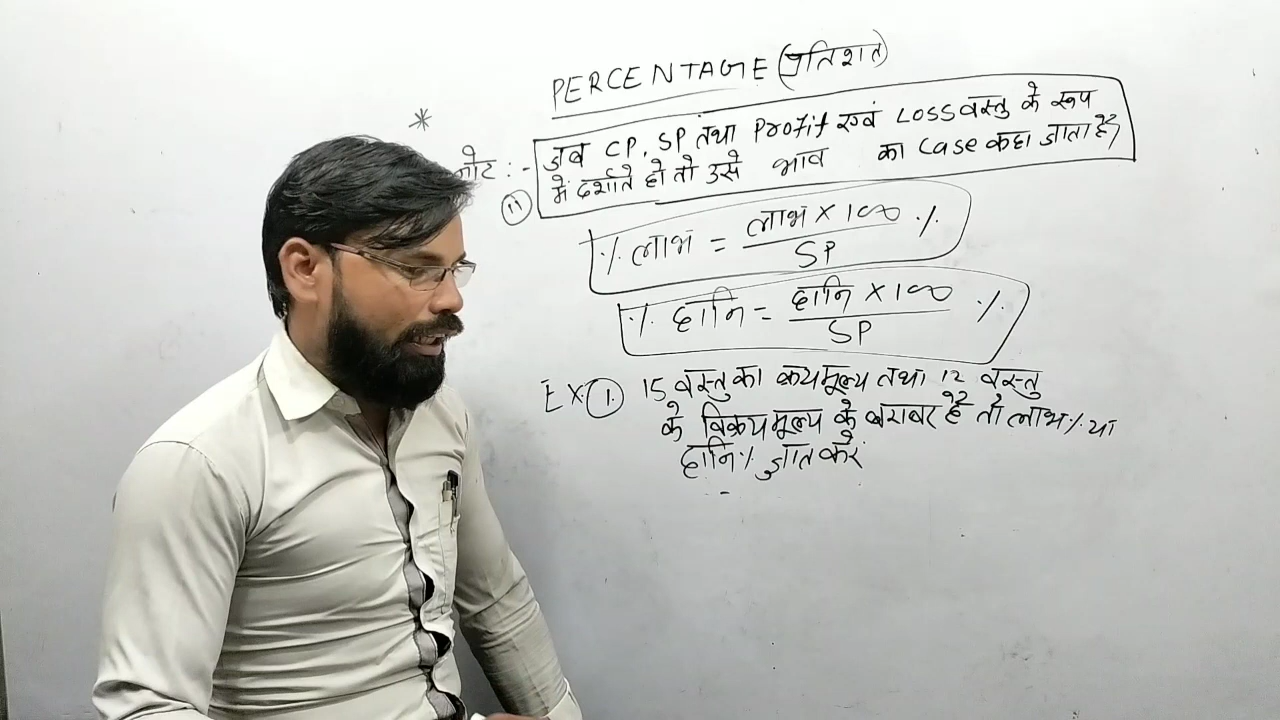 PERCENTAGE (प्रतिशत)
*
नोट :- जब CP, SP तथा Profit एवं LOSS वस्तु के रूप
(ii) में दर्शाते हो तो उसे भाव का Case कहा जाता है
% लाभ = लाभ × 100 / SP %
% हानि = हानि × 100 / SP %
EX (1.) 15 वस्तु का क्रयमूल्य तथा 12 वस्तु
के विक्रयमूल्य के बराबर है तो लाभ % या
हानि % ज्ञात करें